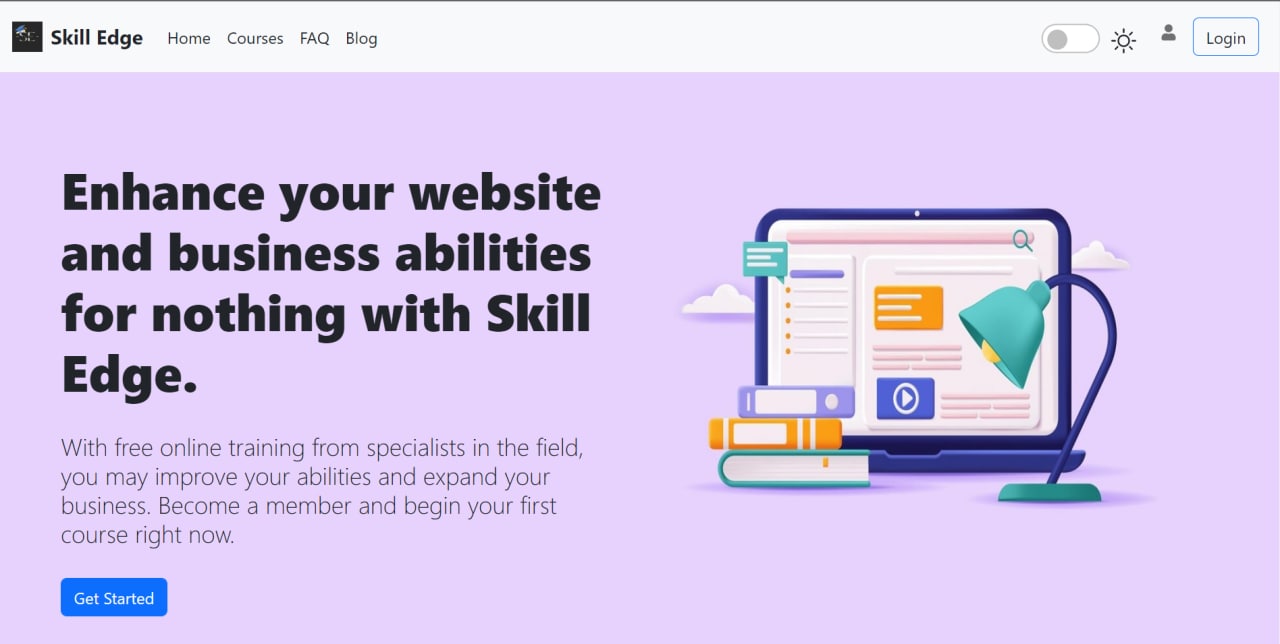 Skill Edge Home Courses FAQ Blog Login
Enhance your website
and business abilities
for nothing with Skill
Edge.
With free online training from specialists in the field,
you may improve your abilities and expand your
business. Become a member and begin your first
course right now.
Get Started